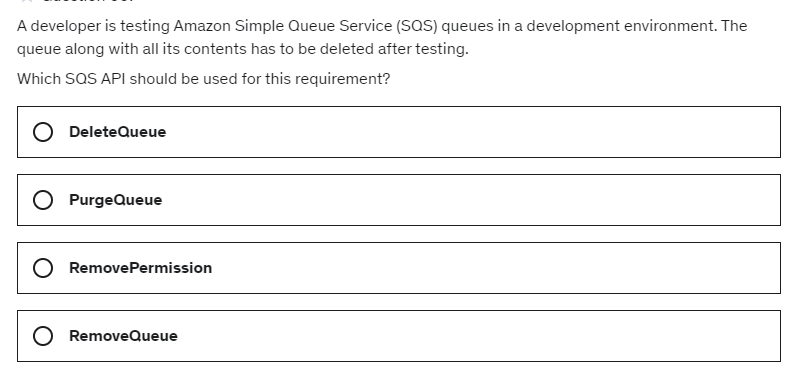 A developer is testing Amazon Simple Queue Service (SQS) queues in a development environment. The
queue along with all its contents has to be deleted after testing.
Which SQS API should be used for this requirement?
DeleteQueue
PurgeQueue
RemovePermission
RemoveQueue